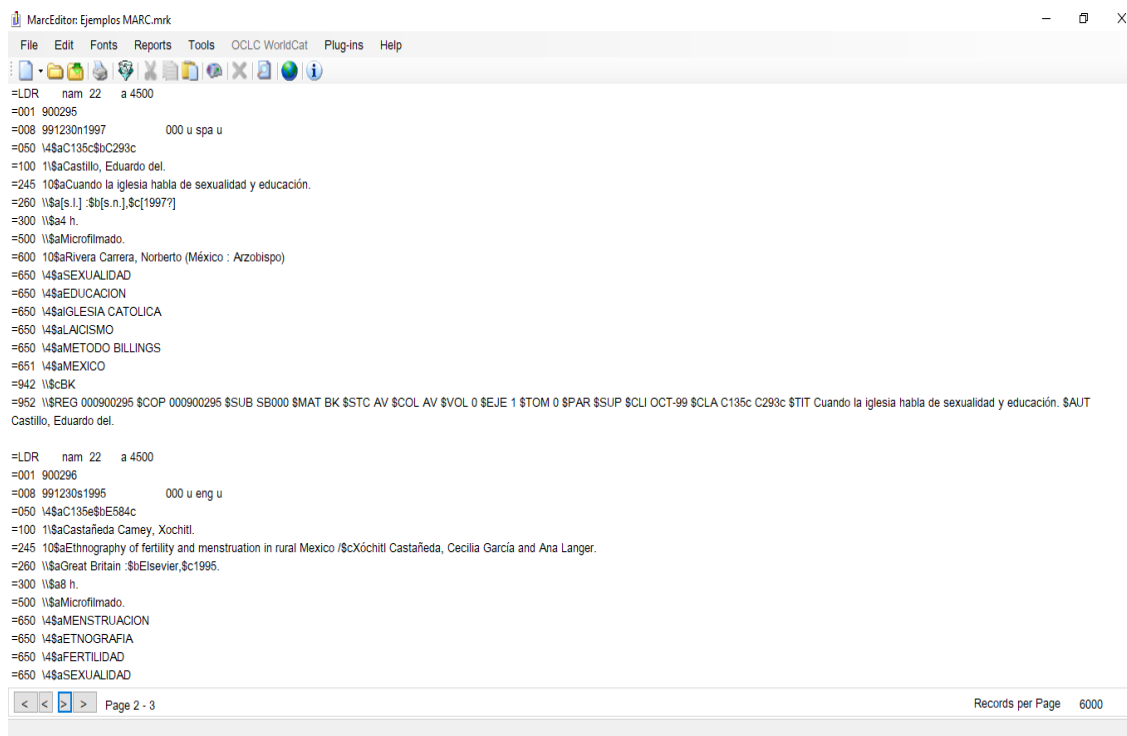 MarcEditor: Ejemplos MARC.mrk
File Edit Fonts Reports Tools OCLC WorldCat Plug-ins Help
=LDR nam 22 a 4500
=001 900295
=008 991230n1997 000 u spa u
=050 \4$aC135c$bC293c
=100 1\$aCastillo, Eduardo del.
=245 10$aCuando la iglesia habla de sexualidad y educación.
=260 \\$a[s.l.] :$b[s.n.],$c[1997?]
=300 \\$a4 h.
=500 \\$aMicrofilmado.
=600 10$aRivera Carrera, Norberto (México : Arzobispo)
=650 \4$aSEXUALIDAD
=650 \4$aEDUCACION
=650 \4$aIGLESIA CATOLICA
=650 \4$aLAICISMO
=650 \4$aMETODO BILLINGS
=651 \4$aMEXICO
=942 \\$cBK
=952 \\$REG 000900295 $COP 000900295 $SUB SB000 $MAT BK $STC AV $COL AV $VOL 0 $EJE 1 $TOM 0 $PAR $SUP $CLI OCT-99 $CLA C135c C293c $TIT Cuando la iglesia habla de sexualidad y educación. $AUT
Castillo, Eduardo del.
=LDR nam 22 a 4500
=001 900296
=008 991230s1995 000 u eng u
=050 \4$aC135e$bE584c
=100 1\$aCastañeda Camey, Xochitl.
=245 10$aEthnography of fertility and menstruation in rural Mexico /$cXóchitl Castañeda, Cecilia García and Ana Langer.
=260 \\$aGreat Britain :$bElsevier,$c1995.
=300 \\$a8 h.
=500 \\$aMicrofilmado.
=650 \4$aMENSTRUACION
=650 \4$aETNOGRAFIA
=650 \4$aFERTILIDAD
=650 \4$aSEXUALIDAD
< < > > Page 2 - 3 Records per Page 6000